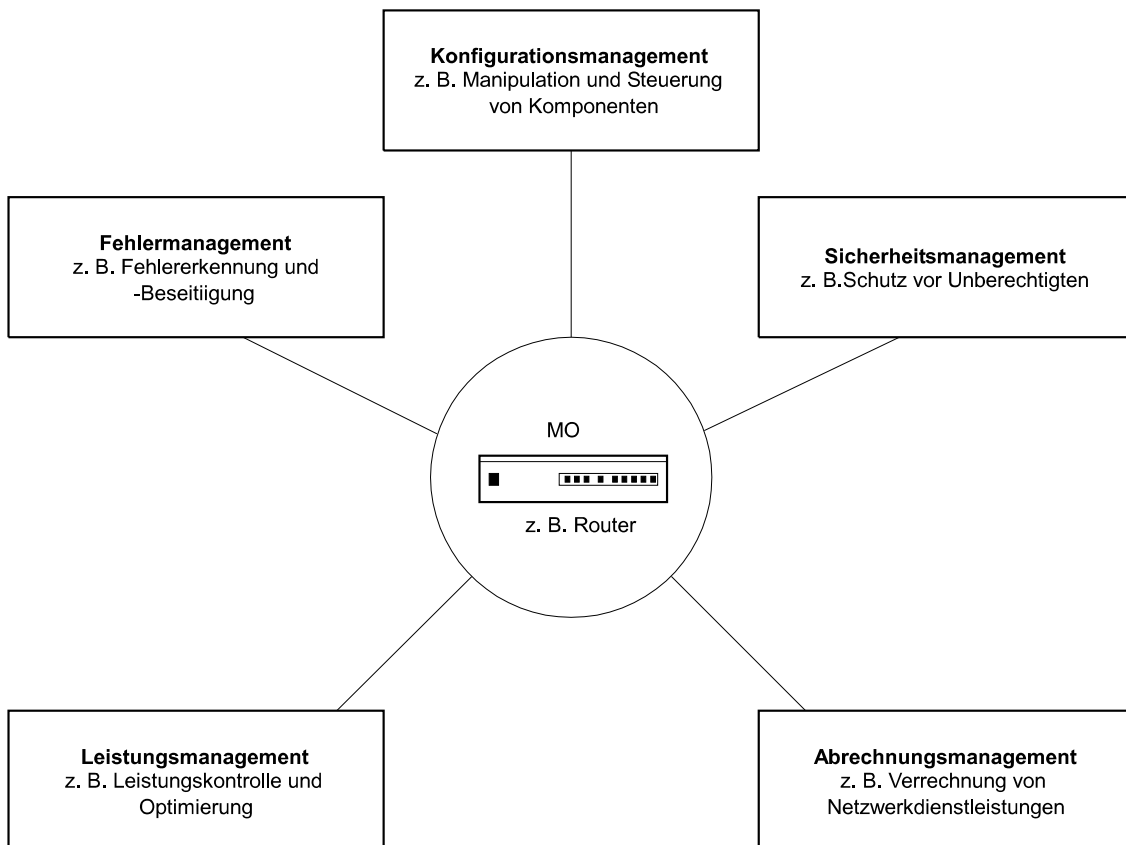 Konfigurationsmanagement
z. B. Manipulation und Steuerung
von Komponenten
Fehlermanagement
z. B. Fehlererkennung und
-Beseitiigung
Sicherheitsmanagement
z. B.Schutz vor Unberechtigten
MO
z. B. Router
Leistungsmanagement
z. B. Leistungskontrolle und
Optimierung
Abrechnungsmanagement
z. B. Verrechnung von
Netzwerkdienstleistungen